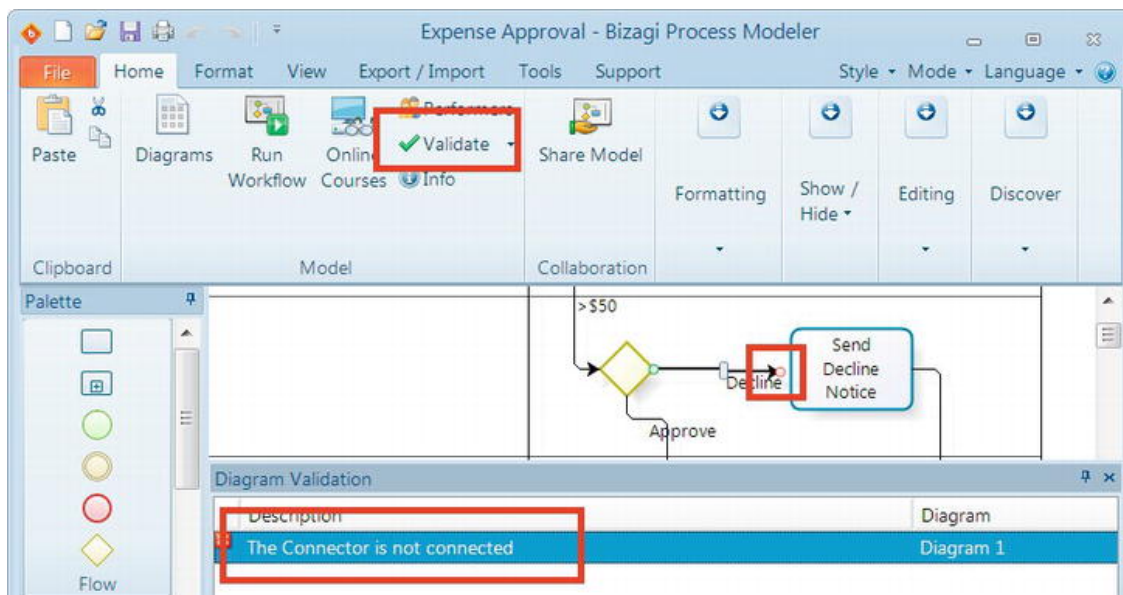 Expense Approval - Bizagi Process Modeler
File Home Format View Export / Import Tools Support Style Mode Language
Performers
Validate
Paste Diagrams Run Workflow Online Courses Info Share Model
Formatting Show / Hide Editing Discover
Clipboard Model Collaboration
Palette
>$50
Send
Decline
Notice
Decline
Approve
Diagram Validation
Description Diagram
The Connector is not connected Diagram 1
Flow